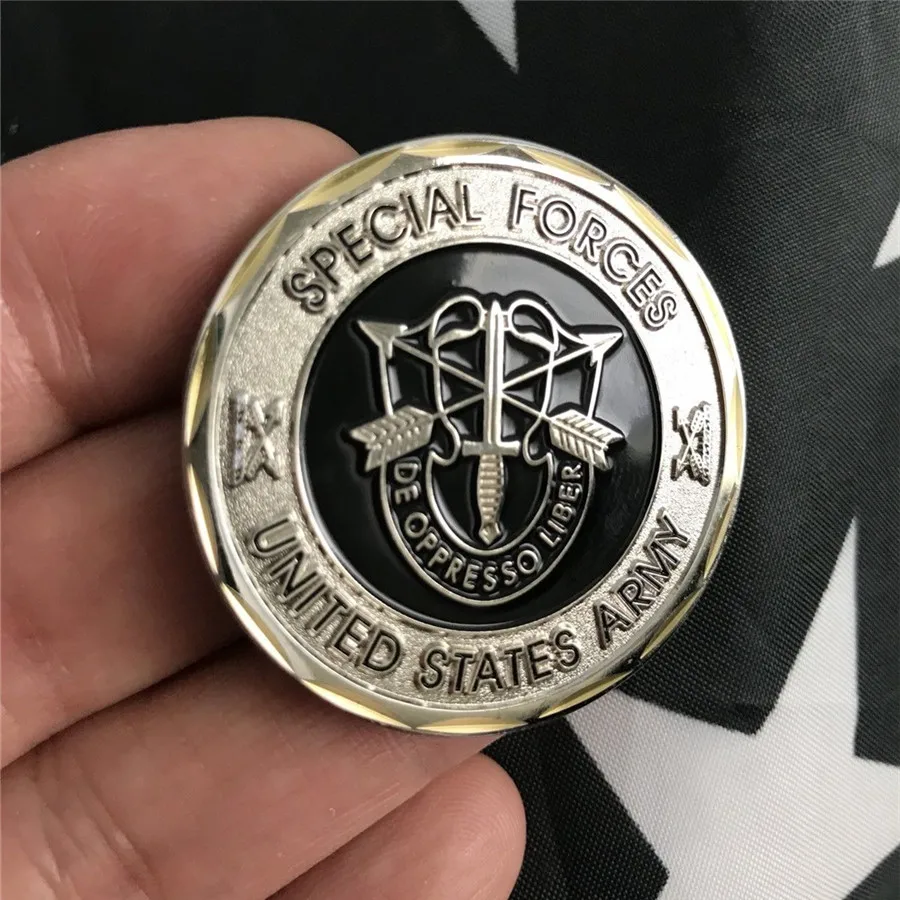 SPECIAL FORCES
DE OPPRESSO LIBER
UNITED STATES ARMY